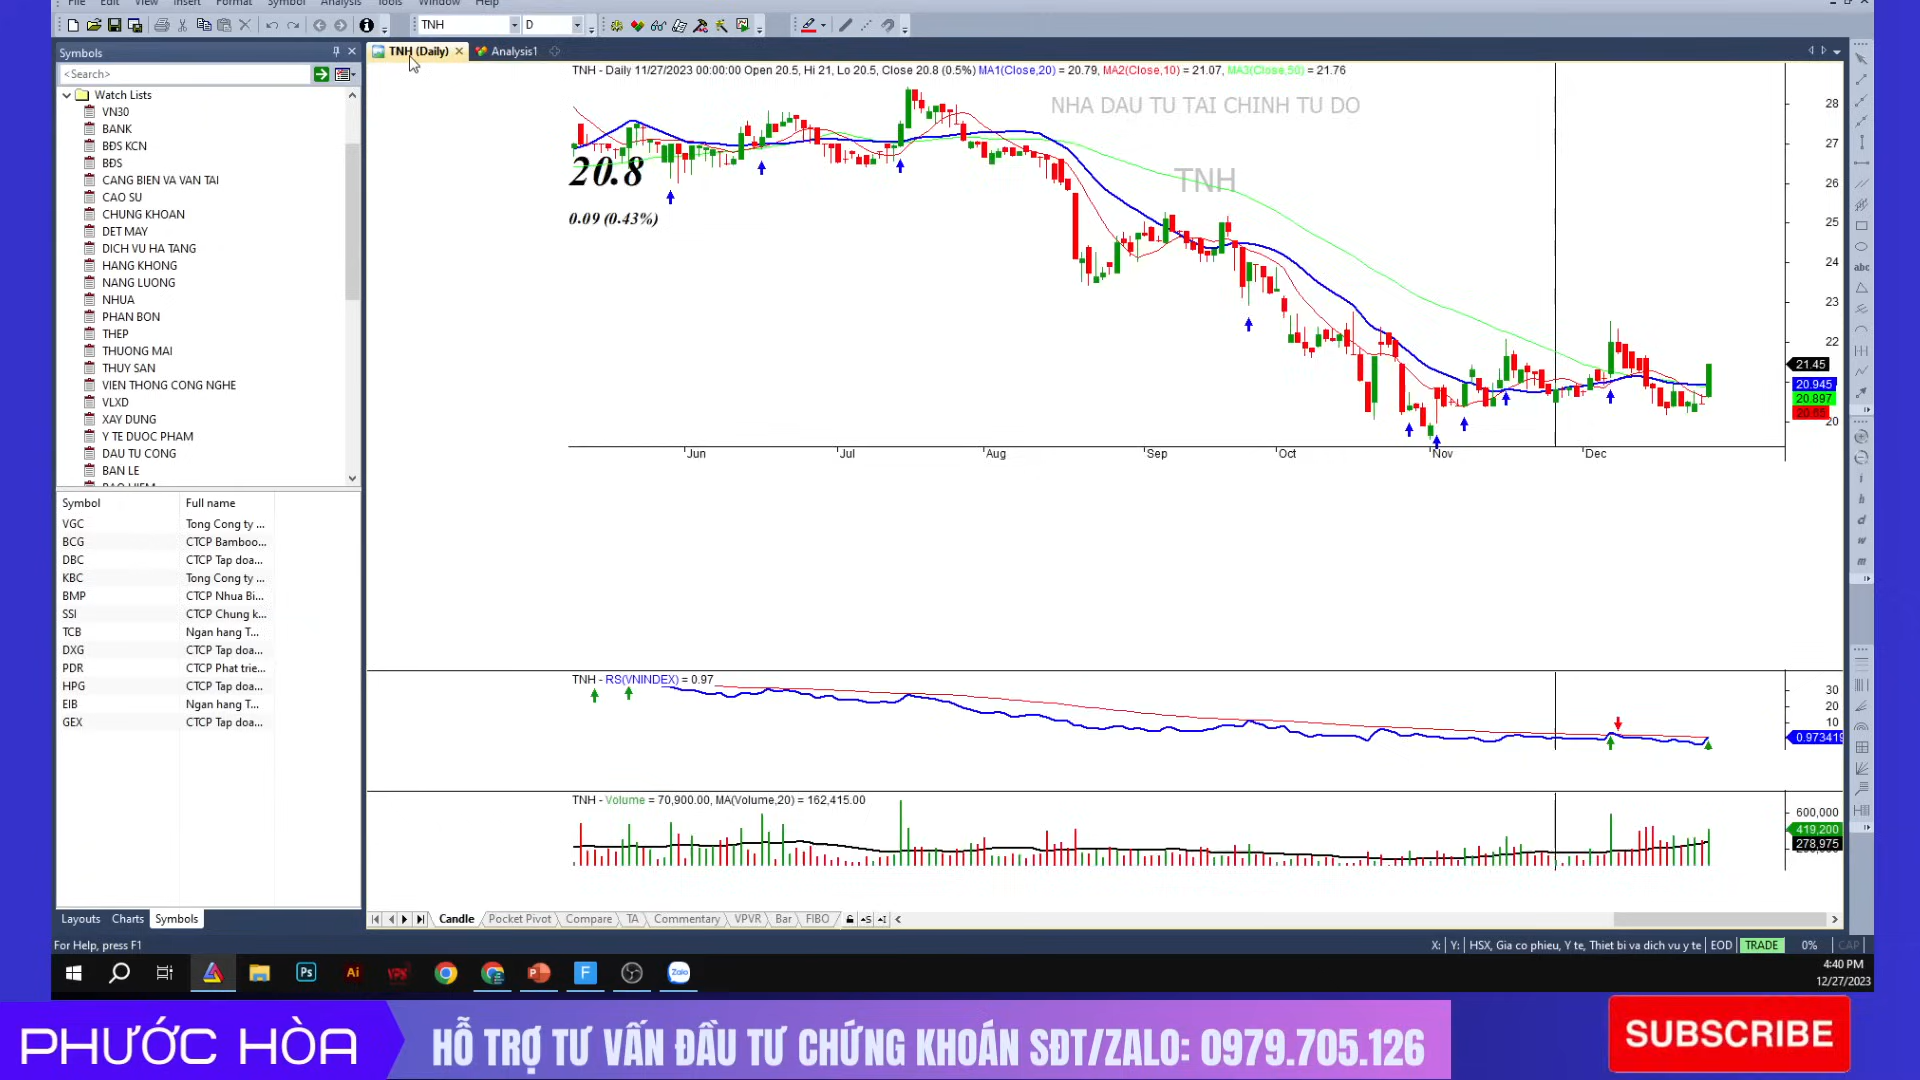 File Edit View Insert Format Symbol Analysis Tools Window Help
TNH D
Symbols
TNH (Daily) Analysis1
<Search>
Watch Lists
VN30
BANK
BĐS KCN
BĐS
CANG BIEN VA VAN TAI
CAO SU
CHUNG KHOAN
DET MAY
DICH VU HA TANG
HANG KHONG
NANG LUONG
NHUA
PHAN BON
THEP
THUONG MAI
THUY SAN
VIEN THONG CONG NGHE
VLXD
XAY DUNG
Y TE DUOC PHAM
DAU TU CONG
BAN LE
Symbol Full name
VGC Tong Cong ty ...
BCG CTCP Bamboo...
DBC CTCP Tap doa...
KBC Tong Cong ty ...
BMP CTCP Nhua Bi...
SSI CTCP Chung k...
TCB Ngan hang T...
DXG CTCP Tap doa...
PDR CTCP Phat trie...
HPG CTCP Tap doa...
EIB Ngan hang T...
GEX CTCP Tap doa...
Layouts Charts Symbols
TNH - Daily 11/27/2023 00:00:00 Open 20.5, Hi 21, Lo 20.5, Close 20.8 (0.5%) MA1(Close,20) = 20.79, MA2(Close,10) = 21.07, MA3(Close,50) = 21.76
NHA DAU TU TAI CHINH TU DO
TNH
20.8
0.09 (0.43%)
28
27
26
25
24
23
22
21.45
20.945
20.897
20
Jun Jul Aug Sep Oct Nov Dec
TNH - RS(VNINDEX) = 0.97
30
20
10
0.973419
TNH - Volume = 70,900.00, MA(Volume,20) = 162,415.00
600,000
419,200
278,975
Candle Pocket Pivot Compare TA Commentary VPVR Bar FIBO
For Help, press F1
X: Y: HSX, Gia co phieu, Y te, Thiet bi va dich vu y te EOD TRADE 0% CAP
4:40 PM
12/27/2023
PHƯỚC HÒA
HỖ TRỢ TƯ VẤN ĐẦU TƯ CHỨNG KHOÁN SĐT/ZALO: 0979.705.126
SUBSCRIBE